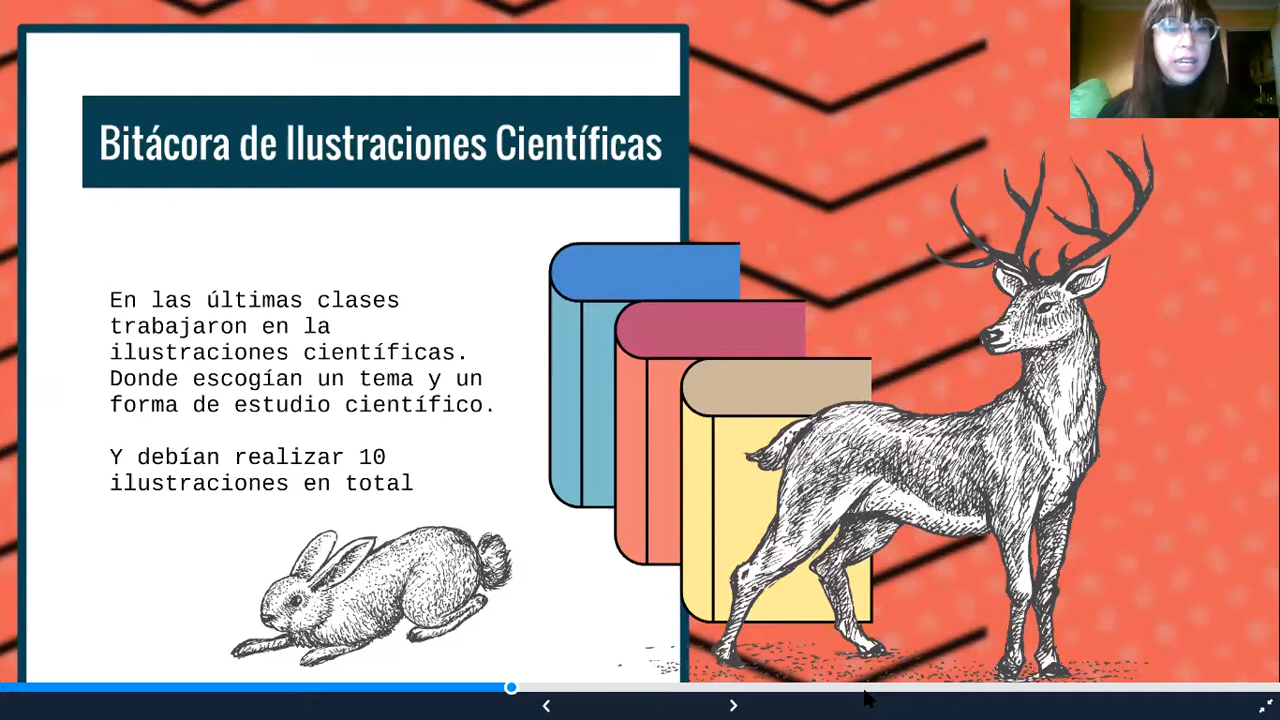 Bitácora de Ilustraciones Científicas
En las últimas clases
trabajaron en la
ilustraciones científicas.
Donde escogían un tema y un
forma de estudio científico.
Y debían realizar 10
ilustraciones en total